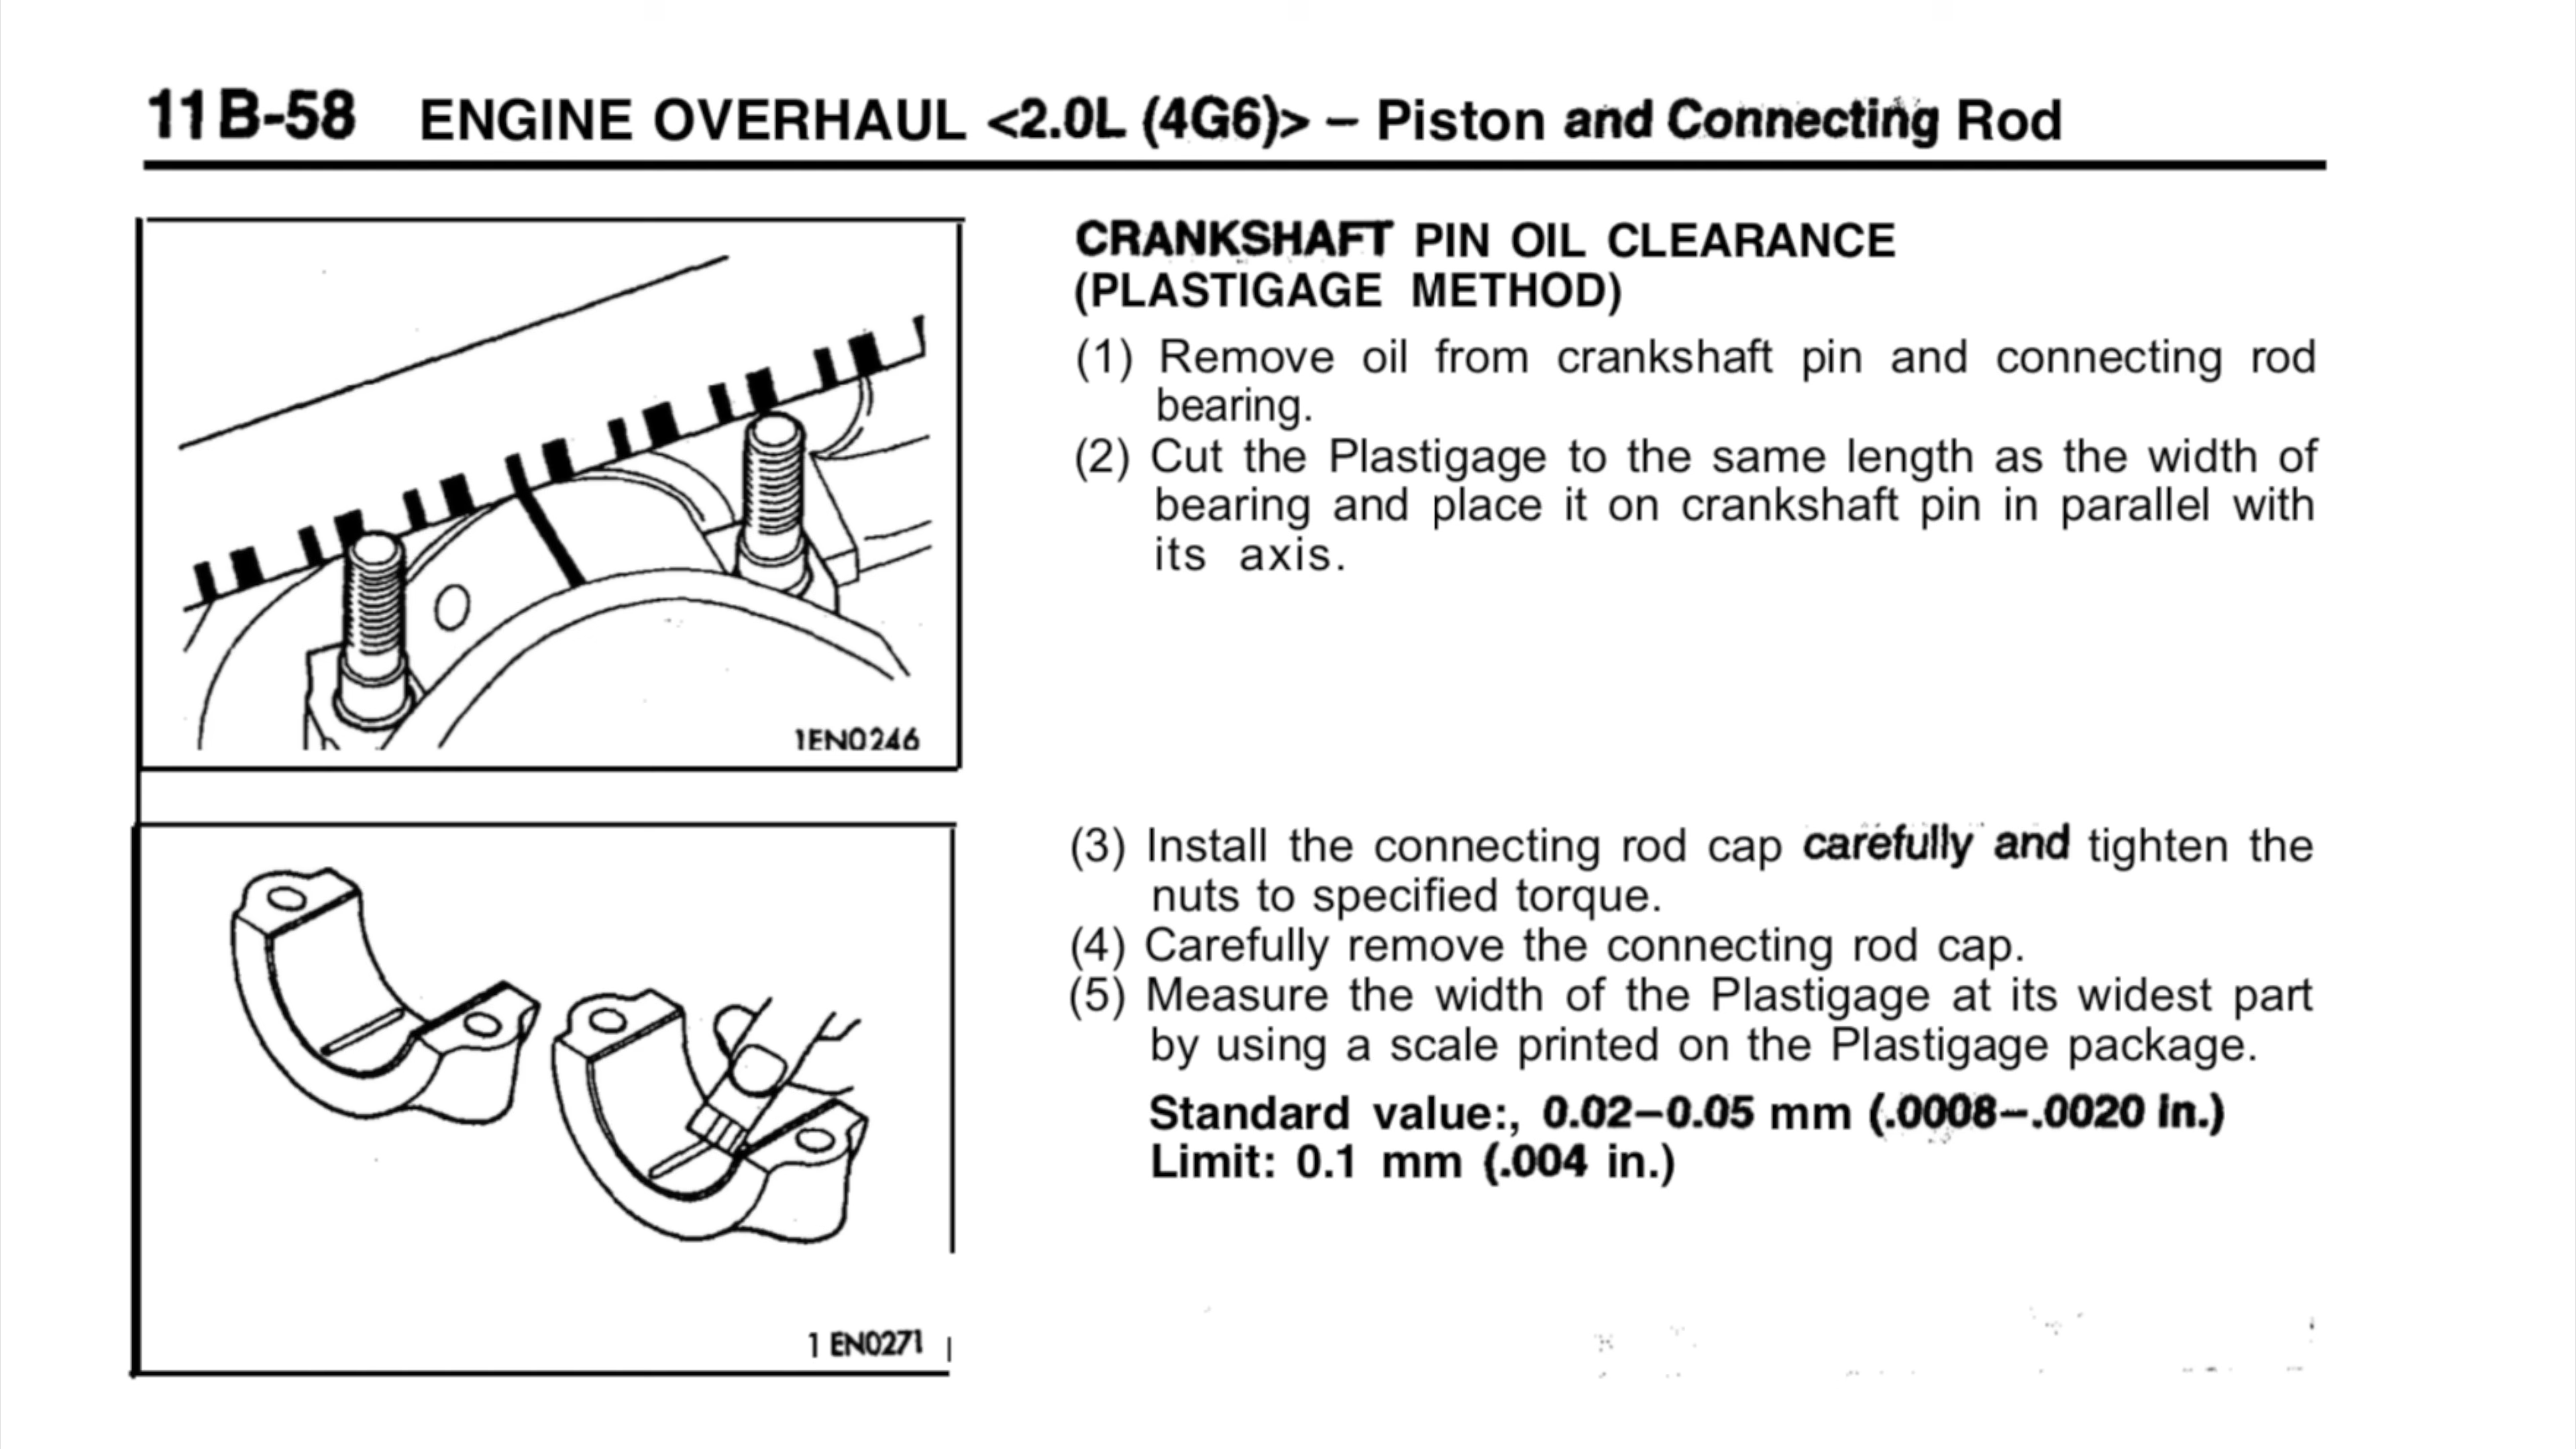 11B-58 ENGINE OVERHAUL <2.0L (4G6)> – Piston and Connecting Rod
CRANKSHAFT PIN OIL CLEARANCE
(PLASTIGAGE METHOD)
(1) Remove oil from crankshaft pin and connecting rod
bearing.
(2) Cut the Plastigage to the same length as the width of
bearing and place it on crankshaft pin in parallel with
its axis.
1EN0246
(3) Install the connecting rod cap carefully and tighten the
nuts to specified torque.
(4) Carefully remove the connecting rod cap.
(5) Measure the width of the Plastigage at its widest part
by using a scale printed on the Plastigage package.
Standard value:, 0.02–0.05 mm (.0008–.0020 in.)
Limit: 0.1 mm (.004 in.)
1 EN0271